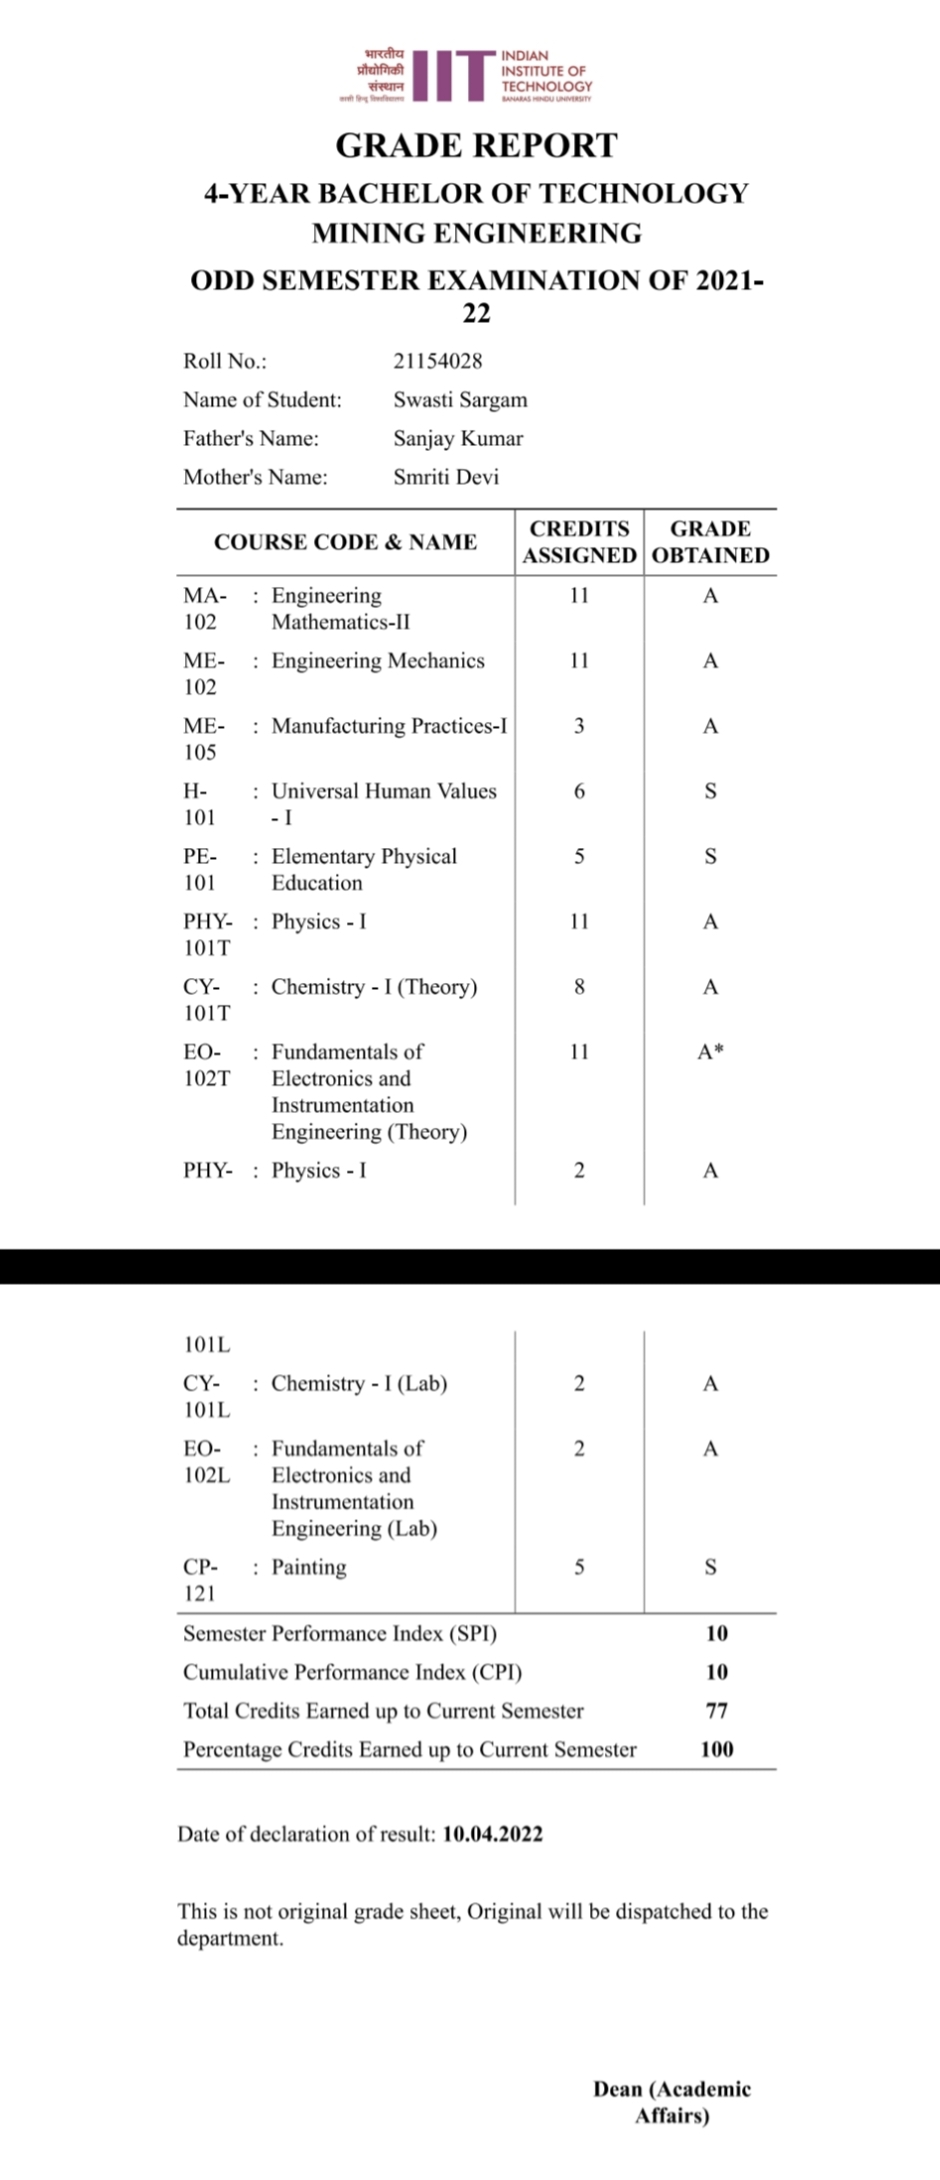 भारतीय
प्रौद्योगिकी
संस्थान
काशी हिन्दू विश्वविद्यालय
IIT
INDIAN
INSTITUTE OF
TECHNOLOGY
BANARAS HINDU UNIVERSITY
GRADE REPORT
4-YEAR BACHELOR OF TECHNOLOGY
MINING ENGINEERING
ODD SEMESTER EXAMINATION OF 2021-
22
Roll No.: 21154028
Name of Student: Swasti Sargam
Father's Name: Sanjay Kumar
Mother's Name: Smriti Devi
COURSE CODE & NAME CREDITS ASSIGNED GRADE OBTAINED
MA- : Engineering 11 A
102 Mathematics-II
ME- : Engineering Mechanics 11 A
102
ME- : Manufacturing Practices-I 3 A
105
H- : Universal Human Values 6 S
101 - I
PE- : Elementary Physical 5 S
101 Education
PHY- : Physics - I 11 A
101T
CY- : Chemistry - I (Theory) 8 A
101T
EO- : Fundamentals of 11 A*
102T Electronics and
Instrumentation
Engineering (Theory)
PHY- : Physics - I 2 A
101L
CY- : Chemistry - I (Lab) 2 A
101L
EO- : Fundamentals of 2 A
102L Electronics and
Instrumentation
Engineering (Lab)
CP- : Painting 5 S
121
Semester Performance Index (SPI) 10
Cumulative Performance Index (CPI) 10
Total Credits Earned up to Current Semester 77
Percentage Credits Earned up to Current Semester 100
Date of declaration of result: 10.04.2022
This is not original grade sheet, Original will be dispatched to the
department.
Dean (Academic
Affairs)